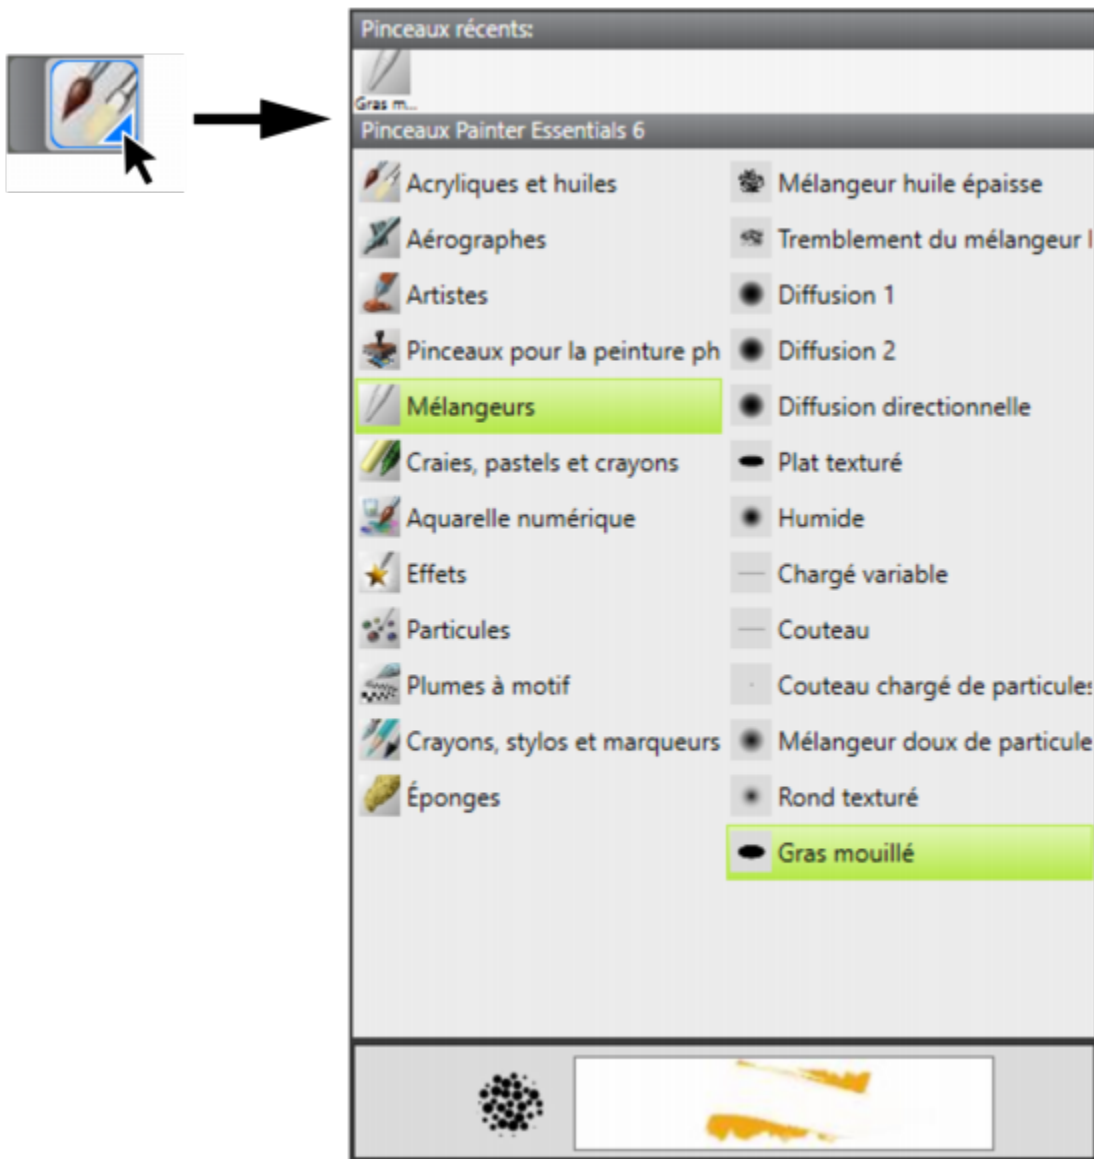 Pinceaux récents:
Gras m...
Pinceaux Painter Essentials 6
Acryliques et huiles
Aérographes
Artistes
Pinceaux pour la peinture ph
Mélangeurs
Craies, pastels et crayons
Aquarelle numérique
Effets
Particules
Plumes à motif
Crayons, stylos et marqueurs
Éponges
Mélangeur huile épaisse
Tremblement du mélangeur l
Diffusion 1
Diffusion 2
Diffusion directionnelle
Plat texturé
Humide
Chargé variable
Couteau
Couteau chargé de particules
Mélangeur doux de particule
Rond texturé
Gras mouillé